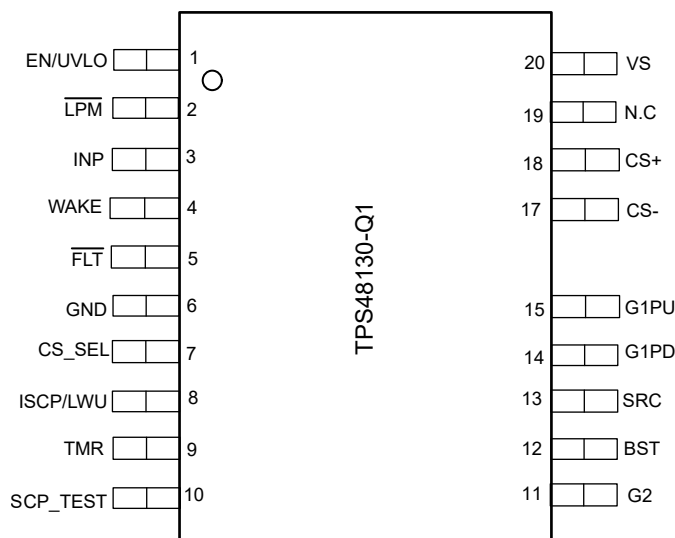 EN/UVLO 1
LPM 2
INP 3
WAKE 4
FLT 5
GND 6
CS_SEL 7
ISCP/LWU 8
TMR 9
SCP_TEST 10
TPS48130-Q1
20 VS
19 N.C
18 CS+
17 CS-
15 G1PU
14 G1PD
13 SRC
12 BST
11 G2